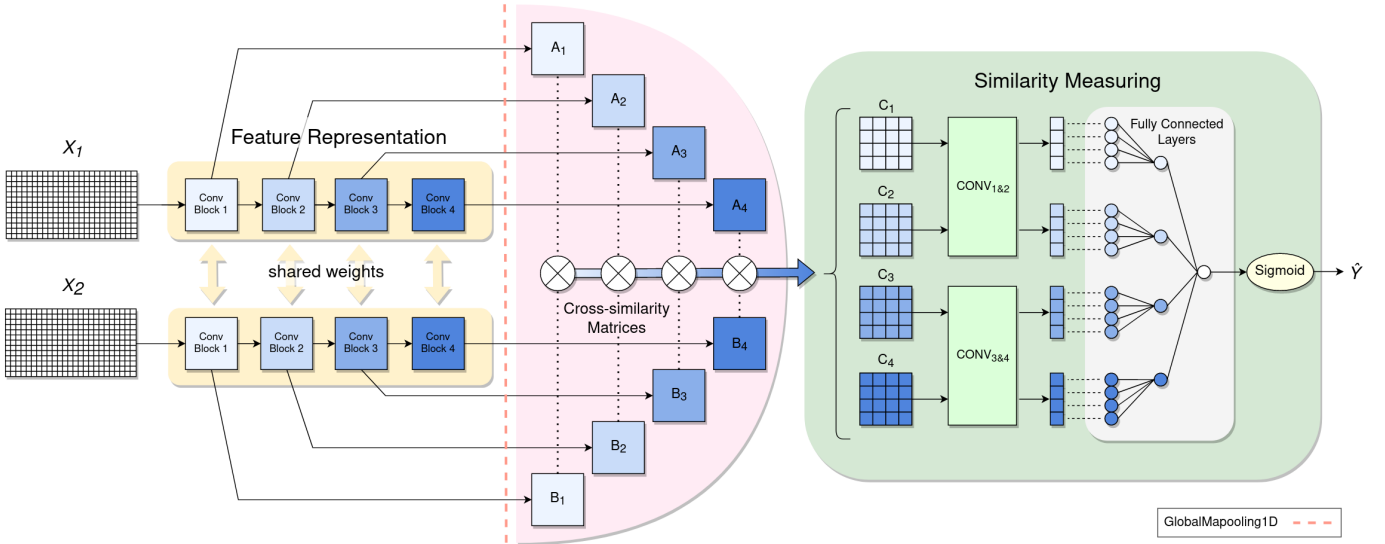 Feature Representation
X1
Conv
Block 1
Conv
Block 2
Conv
Block 3
Conv
Block 4
shared weights
X2
Conv
Block 1
Conv
Block 2
Conv
Block 3
Conv
Block 4
A1
A2
A3
A4
Cross-similarity
Matrices
B4
B3
B2
B1
Similarity Measuring
C1
C2
C3
C4
CONV1&2
CONV3&4
Fully Connected
Layers
Sigmoid
Ŷ
GlobalMapooling1D